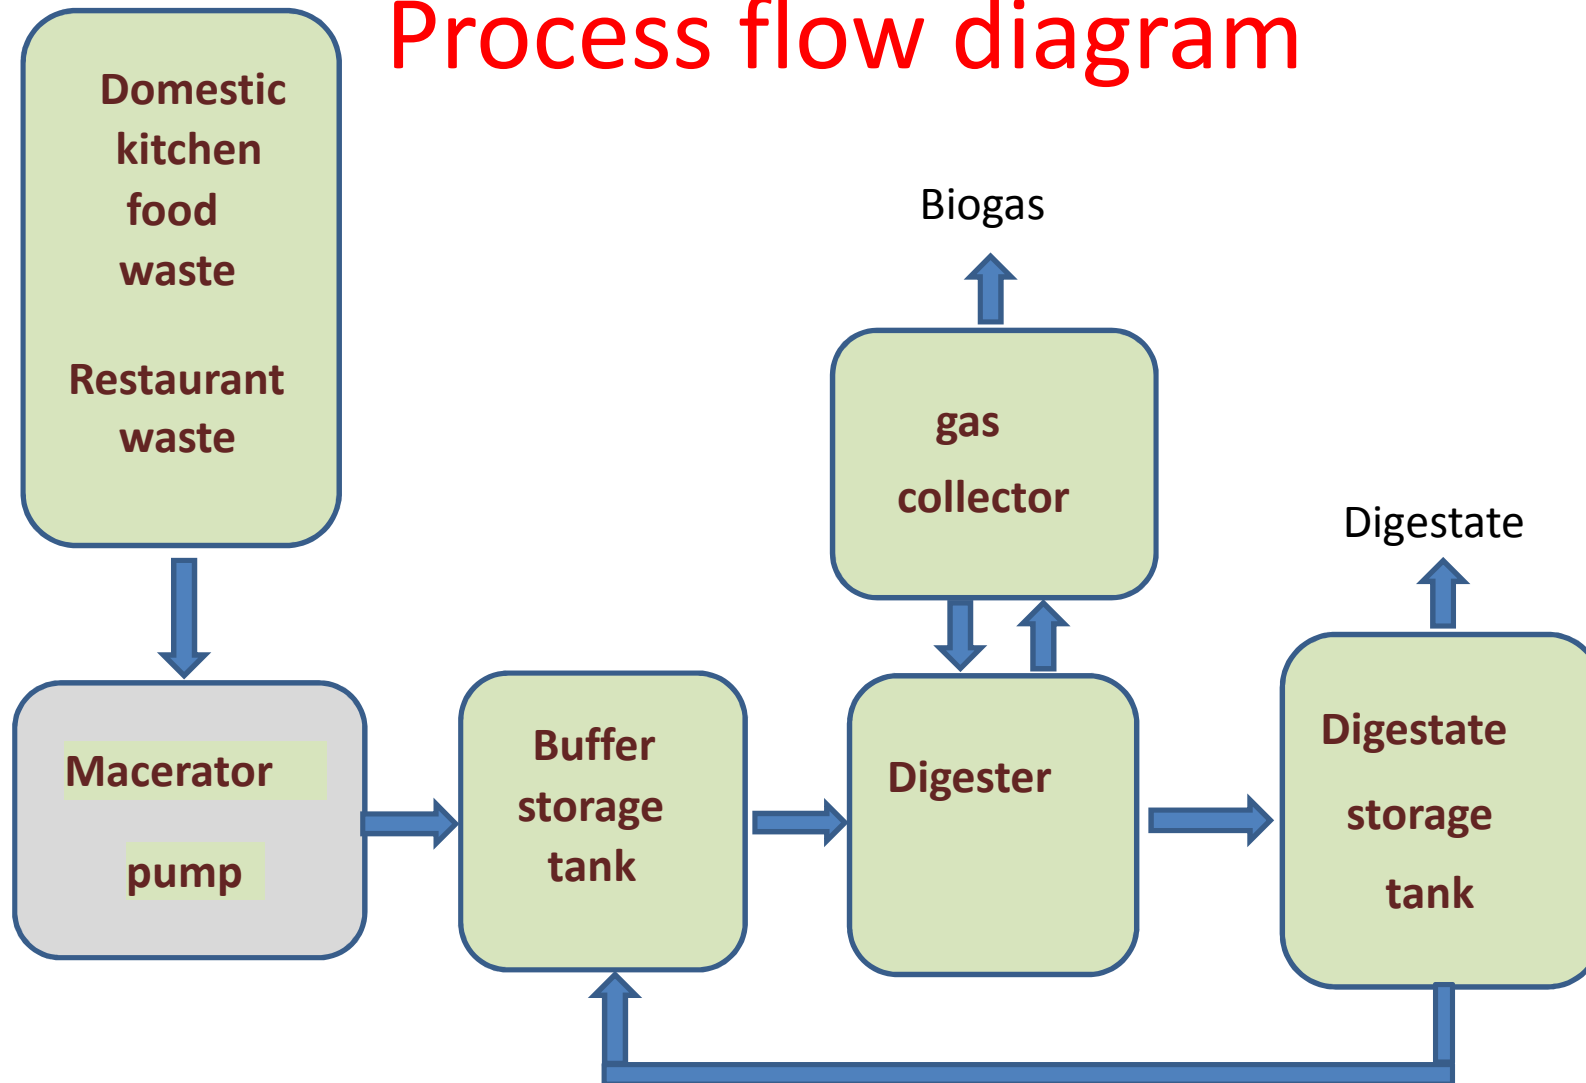 Process flow diagram
Domestic
kitchen
food
waste
Restaurant
waste
Biogas
gas
collector
Digestate
Macerator
pump
Buffer
storage
tank
Digester
Digestate
storage
tank